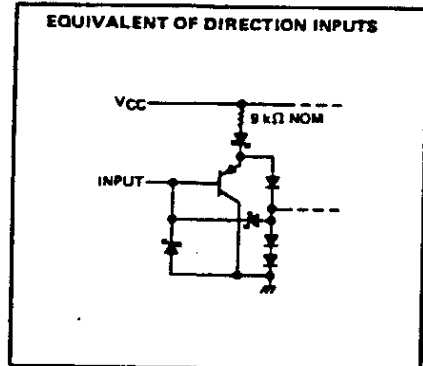 EQUIVALENT OF DIRECTION INPUTS
VCC
9 kΩ NOM
INPUT